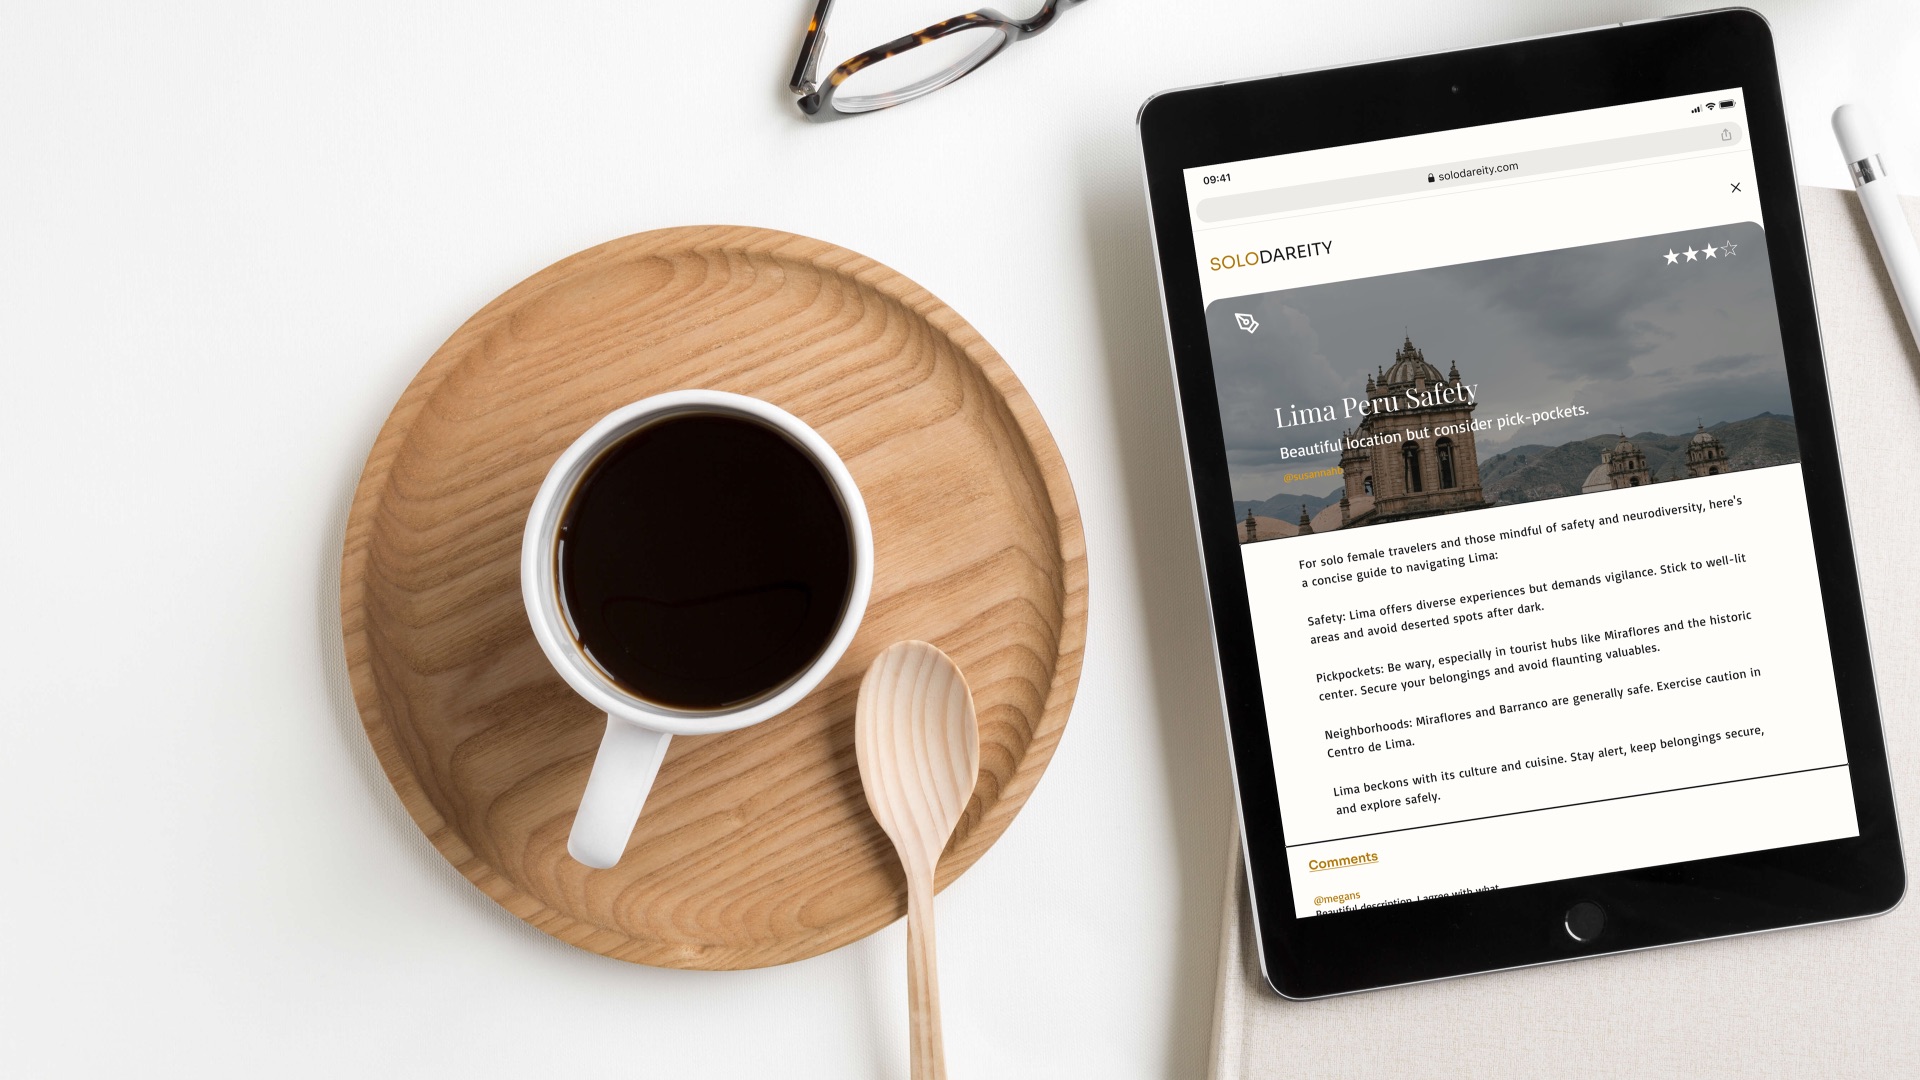 09:41
solodareity.com
SOLODAREITY
Lima Peru Safety
Beautiful location but consider pick-pockets.
@susannahb
For solo female travelers and those mindful of safety and neurodiversity, here's
a concise guide to navigating Lima:
Safety: Lima offers diverse experiences but demands vigilance. Stick to well-lit
areas and avoid deserted spots after dark.
Pickpockets: Be wary, especially in tourist hubs like Miraflores and the historic
center. Secure your belongings and avoid flaunting valuables.
Neighborhoods: Miraflores and Barranco are generally safe. Exercise caution in
Centro de Lima.
Lima beckons with its culture and cuisine. Stay alert, keep belongings secure,
and explore safely.
Comments
@megans
Beautiful description, I agree with what